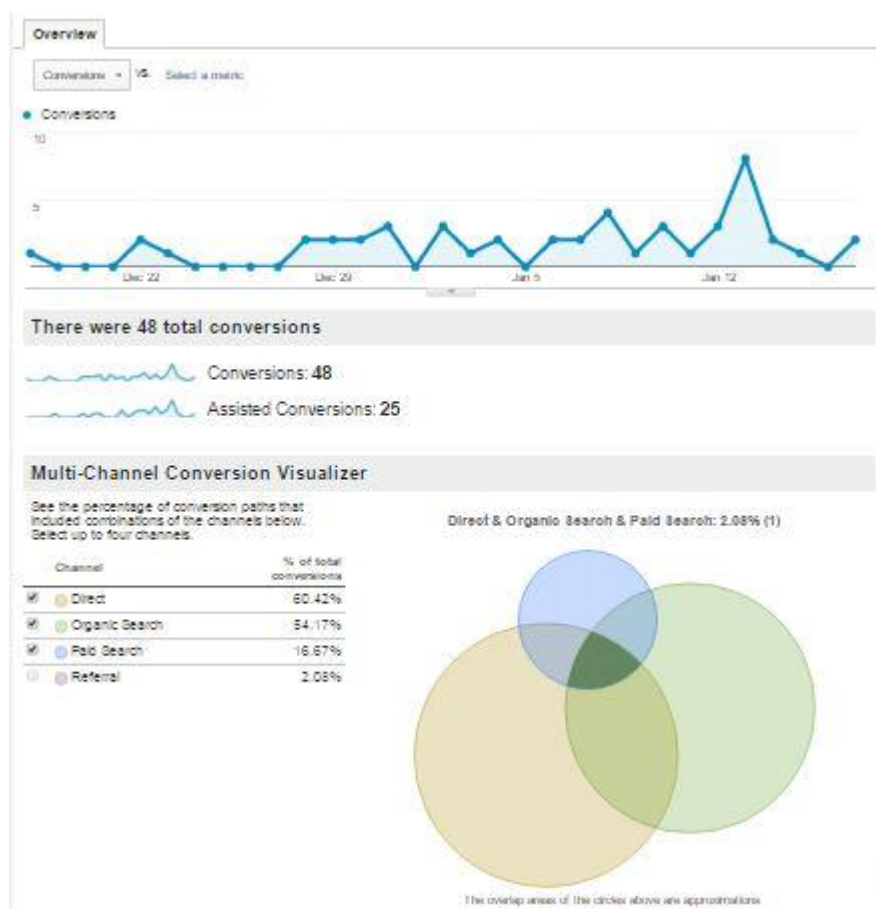 Overview
Conversions VS. Select a metric
Conversions
10
5
Dec 22 Dec 29 Jan 5 Jan 12
There were 48 total conversions
Conversions: 48
Assisted Conversions: 25
Multi-Channel Conversion Visualizer
See the percentage of conversion paths that
included combinations of the channels below.
Select up to four channels.
Direct & Organic Search & Paid Search: 2.08% (1)
Channel % of total
conversions
Direct 60.42%
Organic Search 54.17%
Paid Search 16.67%
Referral 2.08%
The overlap areas of the circles above are approximations